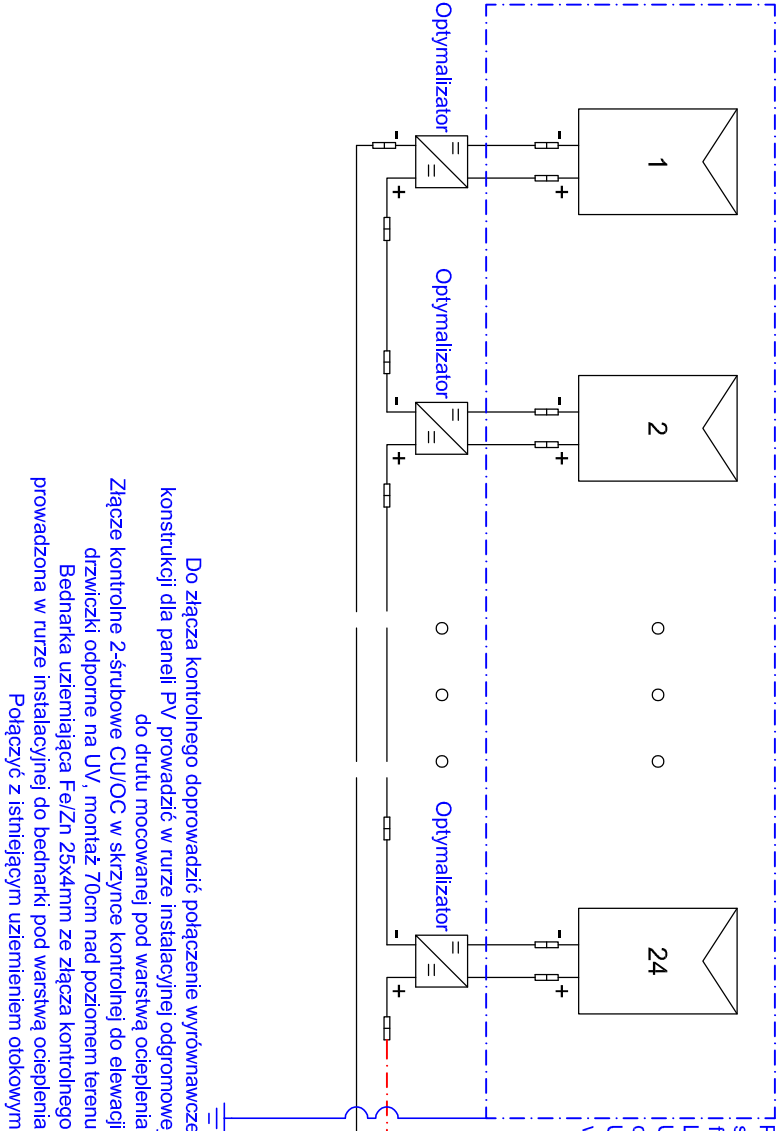 Optymalizator
Optymalizator
Optymalizator
1
2
24
-
+
-
+
-
+
-
+
-
+
-
+
Do złącza kontrolnego doprowadzić połączenie wyrównawcze
konstrukcji dla paneli PV prowadzić w rurze instalacyjnej odgromowe
do drutu mocowanej pod warstwą ocieplenia
Złącze kontrolne 2-śrubowe CU/OC w skrzynce kontrolnej do elewacji
drzwiczki odporne na UV, montaż 70cm nad poziomem terenu
Bednarka uziemiająca Fe/Zn 25x4mm ze złącza kontrolnego
prowadzona w rurze instalacyjnej do bednarki pod warstwą ocieplenia
Połączyć z istniejącym uziemieniem otokowym